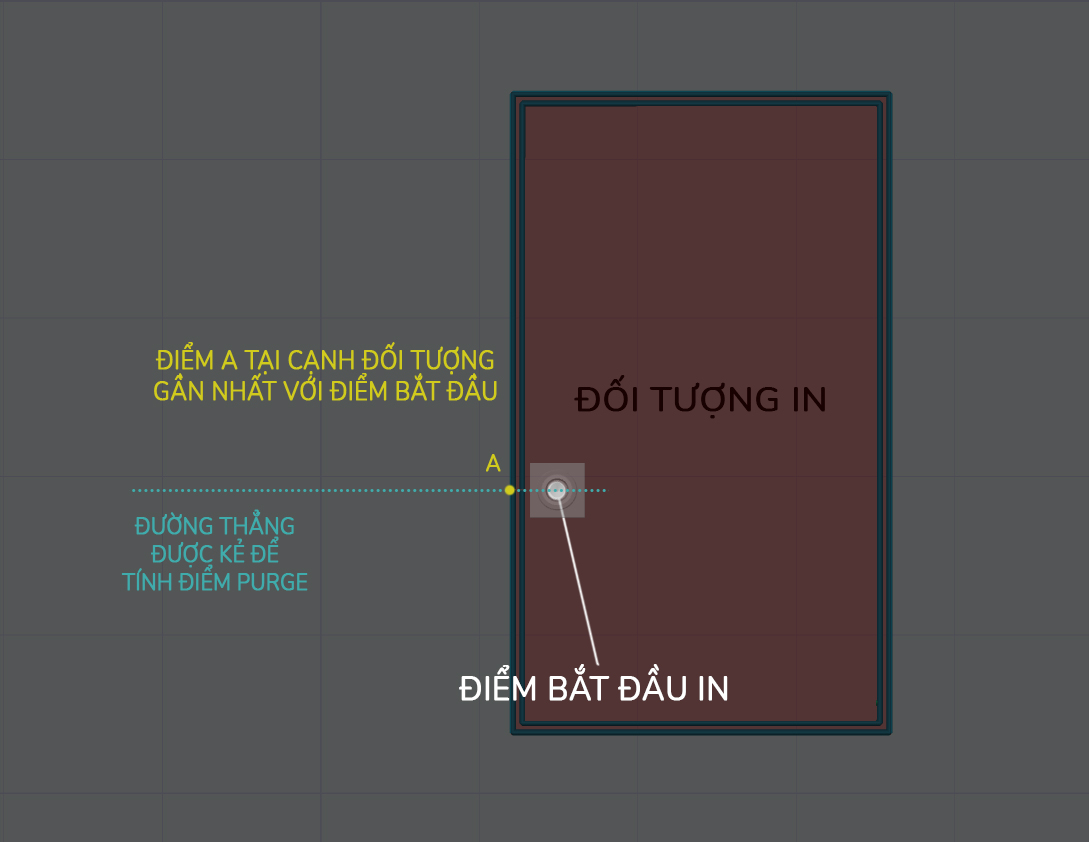 ĐIỂM A TẠI CẠNH ĐỐI TƯỢNG
GẦN NHẤT VỚI ĐIỂM BẮT ĐẦU
ĐỐI TƯỢNG IN
A
ĐƯỜNG THẲNG
ĐƯỢC KẺ ĐỂ
TÍNH ĐIỂM PURGE
ĐIỂM BẮT ĐẦU IN